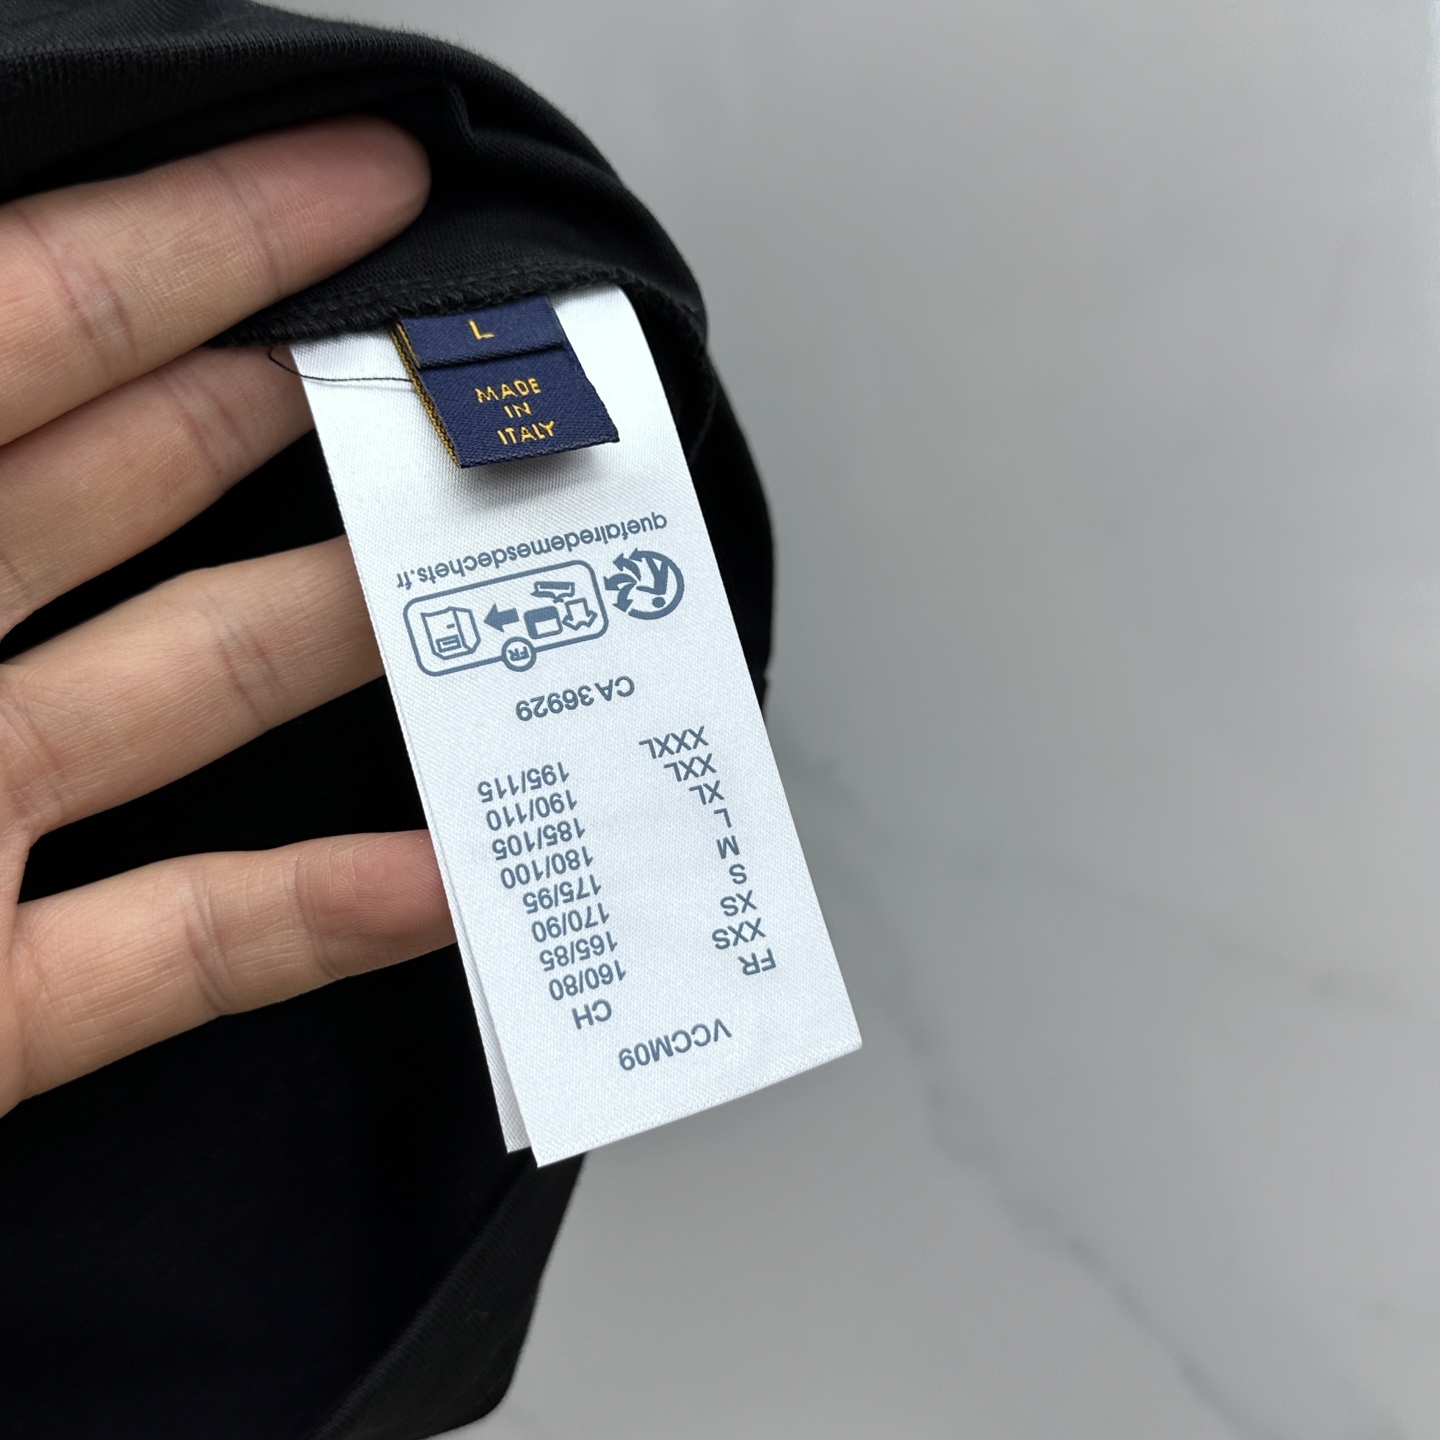 L
MADE
IN
ITALY
VCCM09
FR CH
XXS 160/80
XS 165/85
S 170/90
M 175/95
L 180/100
XL 185/105
XXL 190/110
XXXL 195/115
CA 36929
FR
quefairedemesdechets.fr